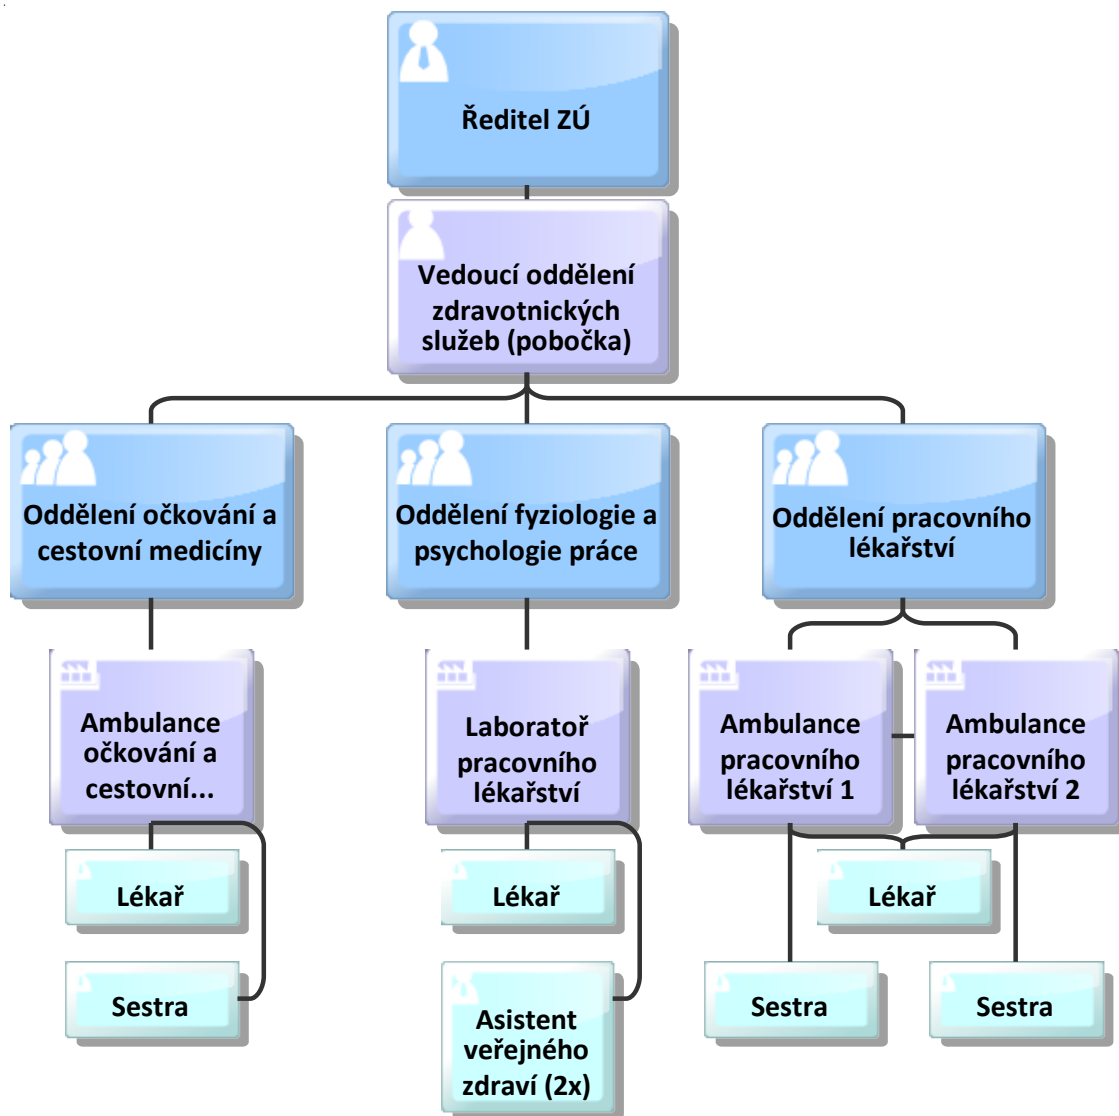 Ředitel ZÚ
Vedoucí oddělení
zdravotnických
služeb (pobočka)
Oddělení očkování a
cestovní medicíny
Oddělení fyziologie a
psychologie práce
Oddělení pracovního
lékařství
Ambulance
očkování a
cestovní...
Laboratoř
pracovního
lékařství
Ambulance
pracovního
lékařství 1
Ambulance
pracovního
lékařství 2
Lékař
Lékař
Lékař
Sestra
Asistent
veřejného
zdraví (2x)
Sestra
Sestra